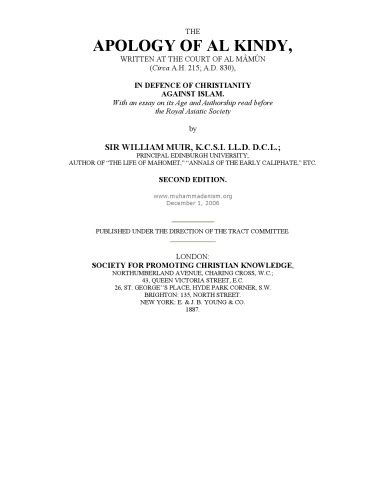 THE
APOLOGY OF AL KINDY,
WRITTEN AT THE COURT OF AL MÂMÛN
(Circa A.H. 215; A.D. 830),
IN DEFENCE OF CHRISTIANITY
AGAINST ISLAM.
With an essay on its Age and Authorship read before
the Royal Asiatic Society
by
SIR WILLIAM MUIR, K.C.S.I. LL.D. D.C.L.;
PRINCIPAL EDINBURGH UNIVERSITY;
AUTHOR OF "THE LIFE OF MAHOMET," "ANNALS OF THE EARLY CALIPHATE," ETC.
SECOND EDITION.
www.muhammadanism.org
December 1, 2006
PUBLISHED UNDER THE DIRECTION OF THE TRACT COMMITTEE.
LONDON:
SOCIETY FOR PROMOTING CHRISTIAN KNOWLEDGE,
NORTHUMBERLAND AVENUE, CHARING CROSS, W.C.;
43, QUEEN VICTORIA STREET, E.C.
26, ST. GEORGE'S PLACE, HYDE PARK CORNER, S.W.
BRIGHTON: 135, NORTH STREET.
NEW YORK: E. & J. B. YOUNG & CO.
1887.